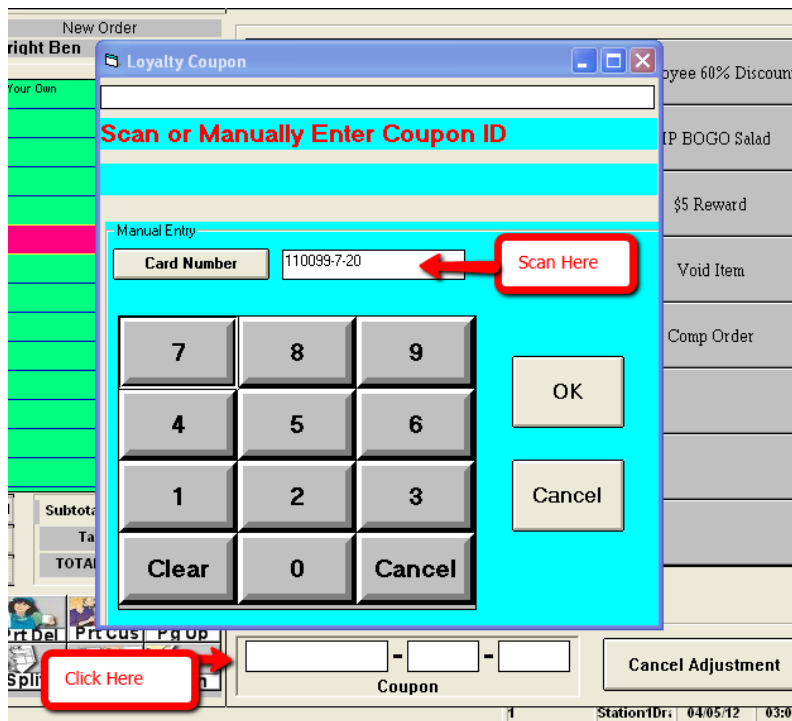 New Order
right Ben
Loyalty Coupon
Your Own
oyee 60% Discoun
Scan or Manually Enter Coupon ID
IP BOGO Salad
$5 Reward
Manual Entry
Card Number
110099-7-20
Scan Here
Void Item
Comp Order
7
8
9
OK
4
5
6
1
2
3
Cancel
Subtota
Ta
TOTAL
Clear
0
Cancel
Prt Del
Prt Cus
Pg Up
-
-
Cancel Adjustment
Split
Click Here
n
Coupon
1
Station1Dr
04/05/12
03:0